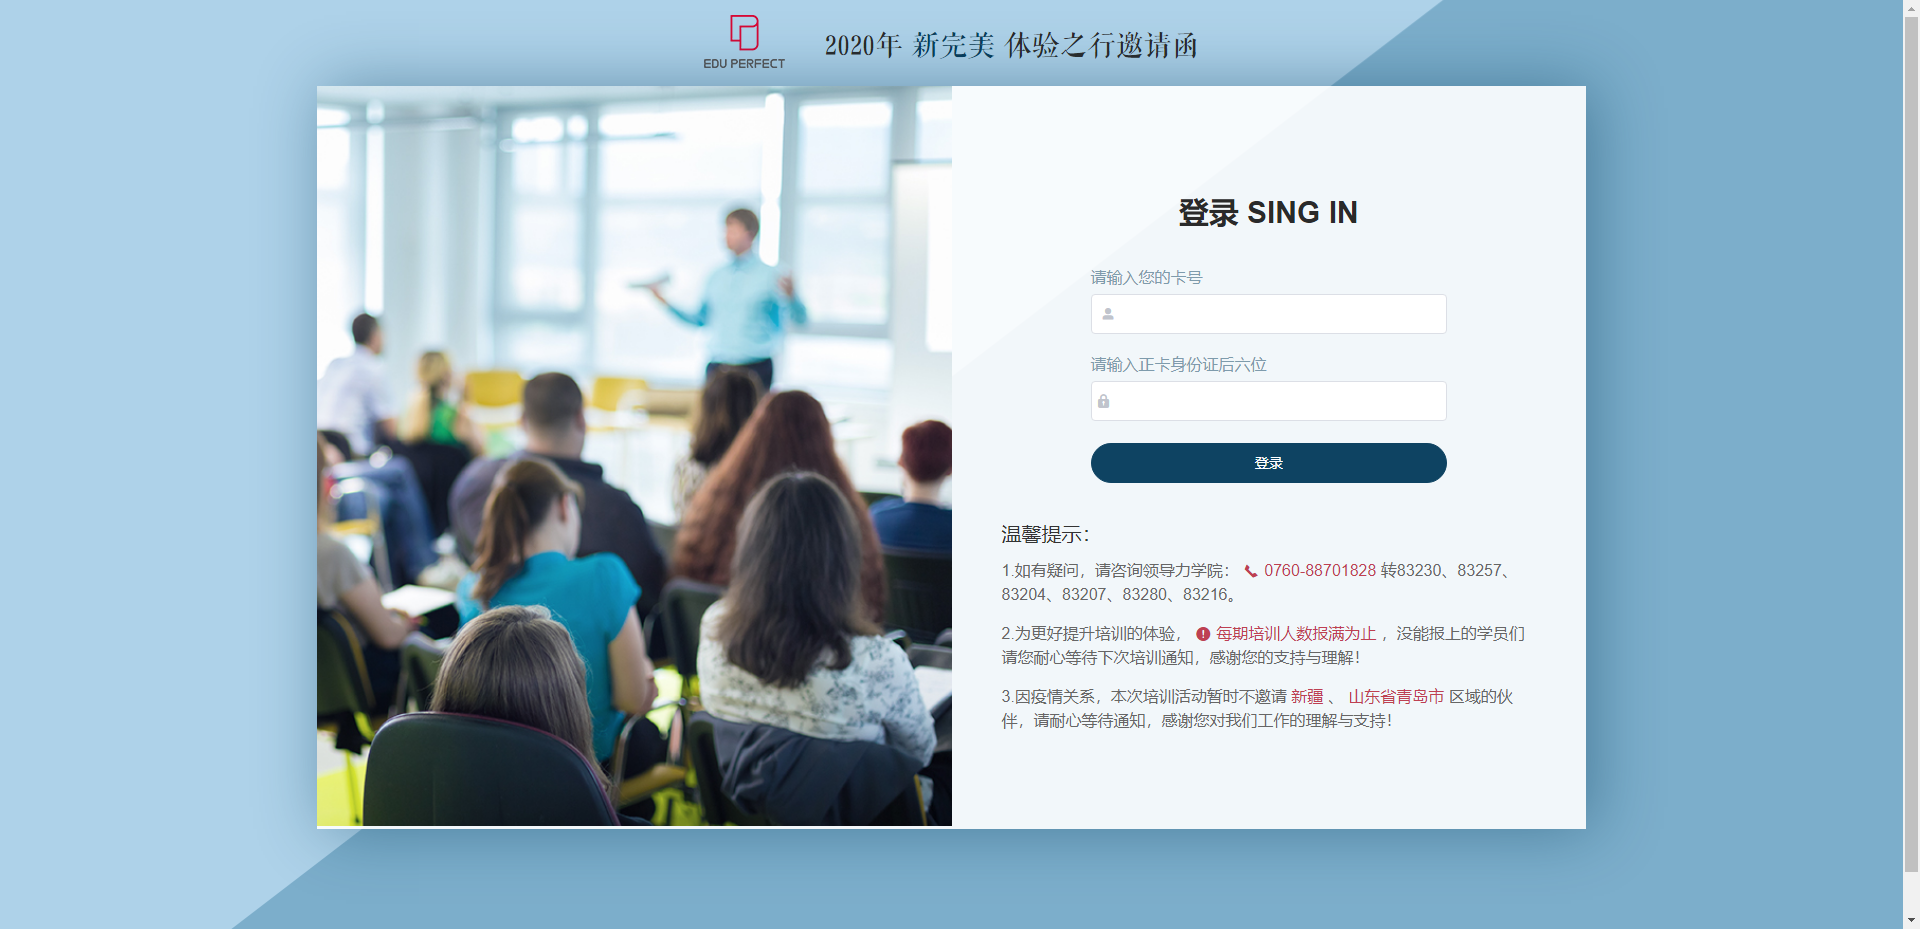 EDU PERFECT
2020年 新完美 体验之行邀请函
登录 SING IN
请输入您的卡号
请输入正卡身份证后六位
登录
温馨提示：
1.如有疑问，请咨询领导力学院： 0760-88701828 转83230、83257、
83204、83207、83280、83216。
2.为更好提升培训的体验， 每期培训人数报满为止 ，没能报上的学员们
请您耐心等待下次培训通知，感谢您的支持与理解！
3.因疫情关系，本次培训活动暂时不邀请 新疆 、 山东省青岛市 区域的伙
伴，请耐心等待通知，感谢您对我们工作的理解与支持！